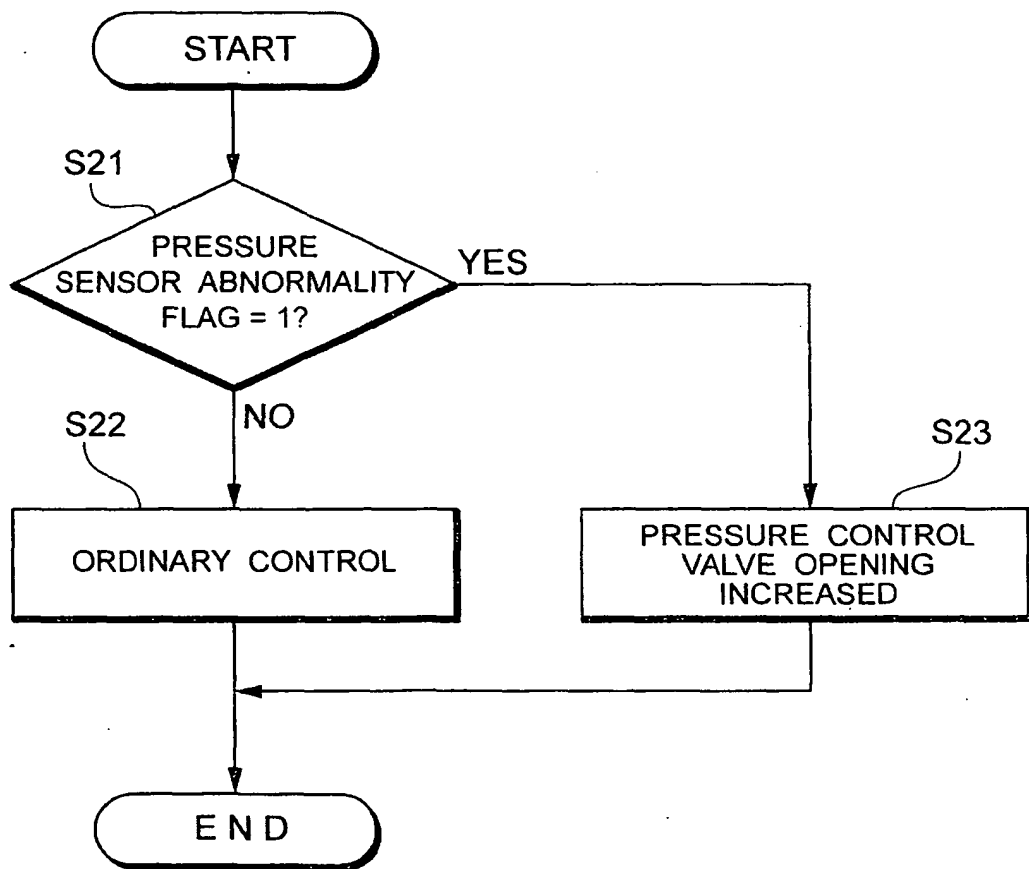 START
S21
PRESSURE
SENSOR ABNORMALITY
FLAG = 1?
YES
NO
S22
ORDINARY CONTROL
S23
PRESSURE CONTROL
VALVE OPENING
INCREASED
END